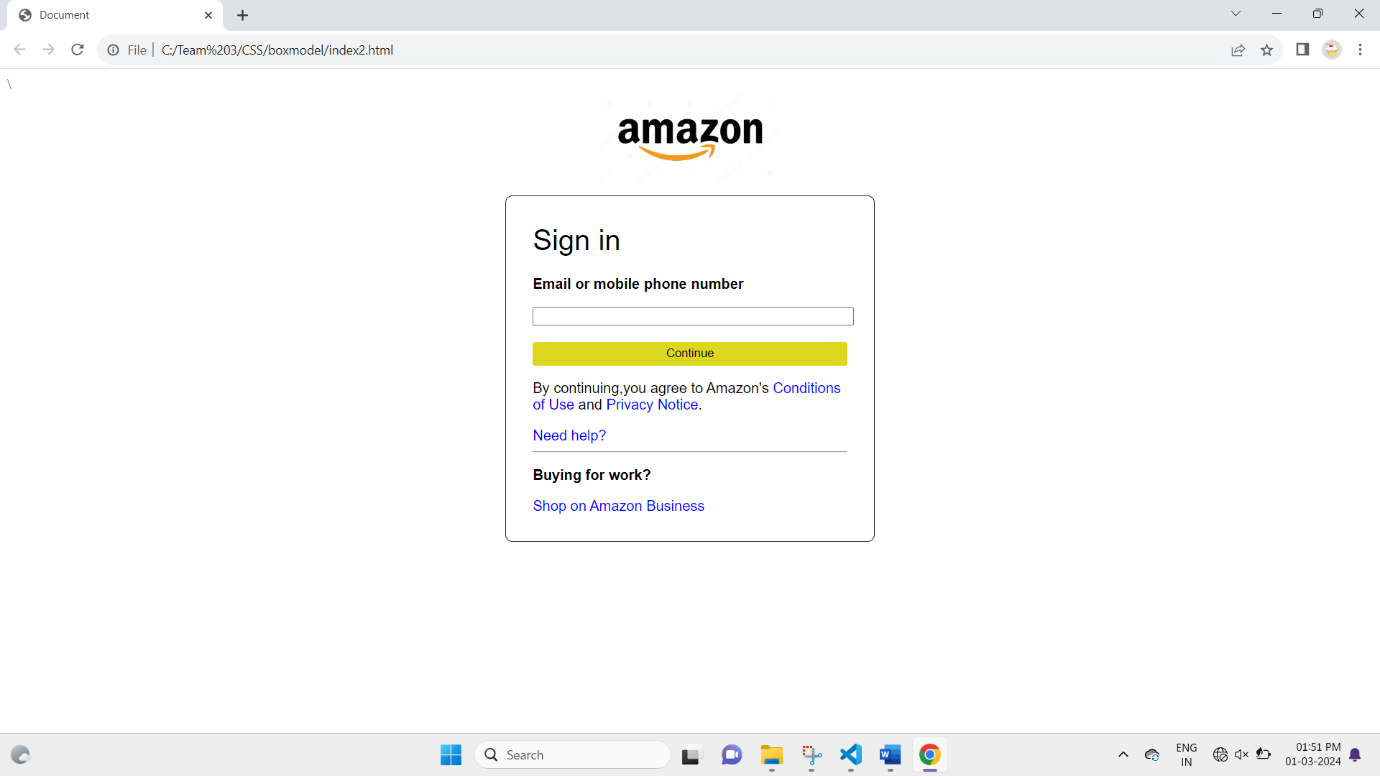 Document
File | C:/Team%203/CSS/boxmodel/index2.html
\
amazon
Sign in
Email or mobile phone number
Continue
By continuing,you agree to Amazon's Conditions
of Use and Privacy Notice.
Need help?
Buying for work?
Shop on Amazon Business
Search
ENG
IN
01:51 PM
01-03-2024